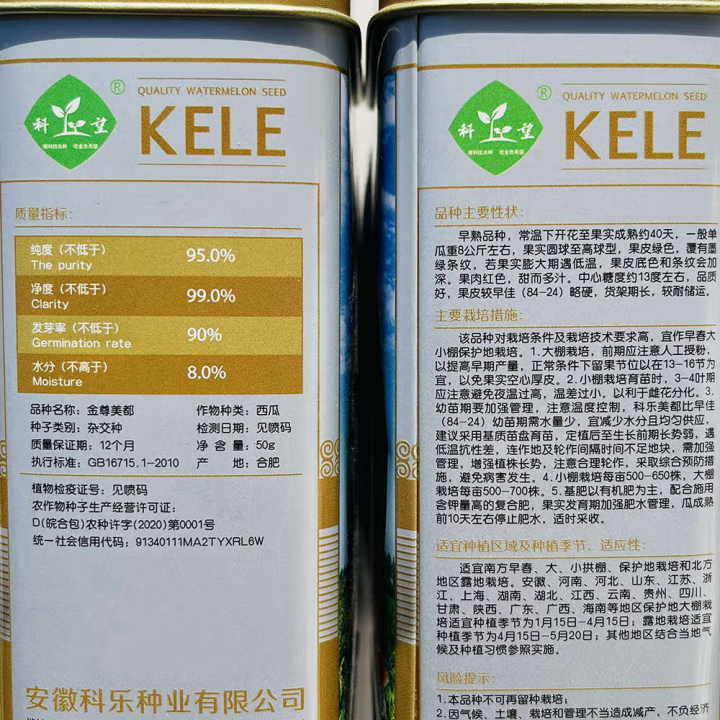 科 望
®
QUALITY WATERMELON SEED
KELE
质量指标:
纯度（不低于） 95.0%
The purity
净度（不低于） 99.0%
Clarity
发芽率（不低于） 90%
Germination rate
水分（不高于） 8.0%
Moisture
品种名称：金尊美都 作物种类：西瓜
种子类别：杂交种 检测日期：见喷码
质量保证期：12个月 净 含 量：50g
执行标准：GB16715.1-2010 产 地：合肥
植物检疫证号：见喷码
农作物种子生产经营许可证：
D(皖合包)农种许字(2020)第0001号
统一社会信用代码：91340111MA2TYXRL6W
安徽科乐种业有限公司
科 望
®
QUALITY WATERMELON SEED
KELE
品种主要性状:
早熟品种，常温下开花至果实成熟约40天，一般单
瓜重8公斤左右，果实圆球至高球型，果皮绿色，覆有墨
绿条纹，若果实膨大期遇低温，果皮底色和条纹会加
深。果肉红色，甜而多汁。中心糖度约13度左右，品质
好，果皮较早佳（84-24）略硬，货架期长，较耐储运。
主要栽培措施:
该品种对栽培条件及栽培技术要求高，宜作早春大
小棚保护地栽培。1.大棚栽培，前期应注意人工授粉，
以提高早期产量，正常条件下留果节位以在13-16节为
宜，以免果实空心厚皮。2.小棚栽培育苗时，3-4叶期
应注意避免夜温过高，温差过小，以利于雌花分化。3.
幼苗期要加强管理，注意温度控制，科乐美都比早佳
（84-24）幼苗期需水量少，宜减少水分且均匀供应，
建议采用基质苗盘育苗，定植后至生长前期长势弱，遇
低温抗性差，连作地及轮作间隔时间不足地块，需加强
管理，增强植株长势，注意合理轮作，采取综合预防措
施，避免病害发生。4.小棚栽培每亩500-650株，大棚
栽培每亩500-700株。5.基肥以有机肥为主，配合施用
含钾量高的复合肥，果实发育期加强肥水管理，瓜成熟
前10天左右停止肥水，适时采收。
适宜种植区域及种植季节、适应性:
适宜南方早春、大、小拱棚、保护地栽培和北方
地区露地栽培。安徽、河南、河北、山东、江苏、浙
江、上海、湖南、湖北、江西、云南、贵州、四川、
甘肃、陕西、广东、广西、海南等地区保护地大棚栽
培适宜种植季节为1月15日-4月15日；露地栽培适宜
种植季节为4月15日-5月20日；其他地区结合当地气
候及种植习惯参照实施。
风险提示:
1.本品种不可再留种栽培；
2.因气候、土壤、栽培和管理不当造成减产，不负经济